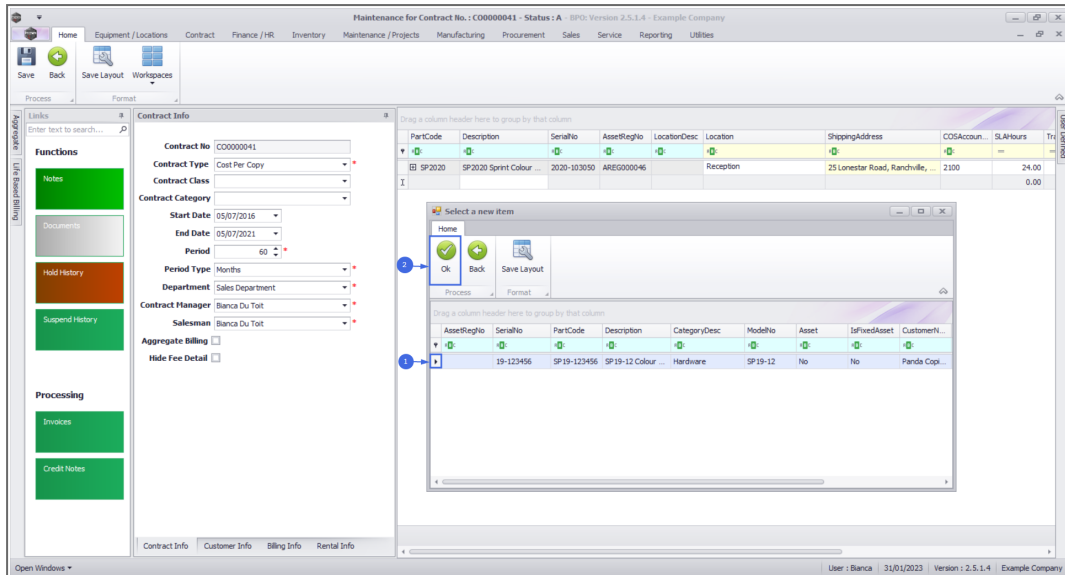 Maintenance for Contract No. : CO0000041 - Status : A - BPO: Version 2.5.1.4 - Example Company
Home Equipment / Locations Contract Finance / HR Inventory Maintenance / Projects Manufacturing Procurement Sales Service Reporting Utilities
Save Back Save Layout Workspaces
Process Format
Aggregate
Life Based Billing
Links
Enter text to search...
Functions
Notes
Documents
Hold History
Suspend History
Processing
Invoices
Credit Notes
Contract Info
Contract No CO0000041
Contract Type Cost Per Copy *
Contract Class
Contract Category
Start Date 05/07/2016
End Date 05/07/2021
Period 60 *
Period Type Months *
Department Sales Department *
Contract Manager Bianca Du Toit *
Salesman Bianca Du Toit *
Aggregate Billing
Hide Fee Detail
Contract Info Customer Info Billing Info Rental Info
Drag a column header here to group by that column
PartCode Description SerialNo AssetRegNo LocationDesc Location ShippingAddress COSAccoun... SLAHours Tra
SP2020 SP2020 Sprint Colour ... 2020-103050 AREG000046 Reception 25 Lonestar Road, Ranchville, ... 2100 24.00
0.00
User Defined
Select a new item
Home
Ok Back Save Layout
Process Format
2
Drag a column header here to group by that column
AssetRegNo SerialNo PartCode Description CategoryDesc ModelNo Asset IsFixedAsset CustomerN...
1
19-123456 SP19-123456 SP19-12 Colour ... Hardware SP19-12 No No Panda Copi...
Open Windows
User : Bianca 31/01/2023 Version : 2.5.1.4 Example Company